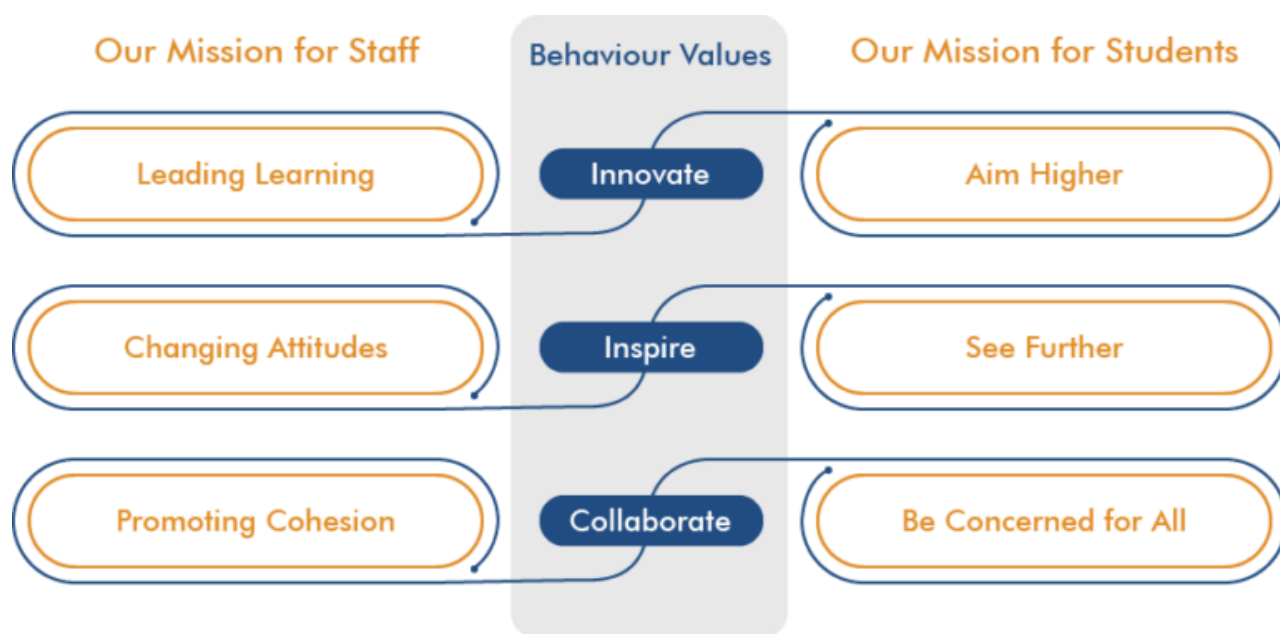 Our Mission for Staff
Behaviour Values
Our Mission for Students
Leading Learning
Innovate
Aim Higher
Changing Attitudes
Inspire
See Further
Promoting Cohesion
Collaborate
Be Concerned for All